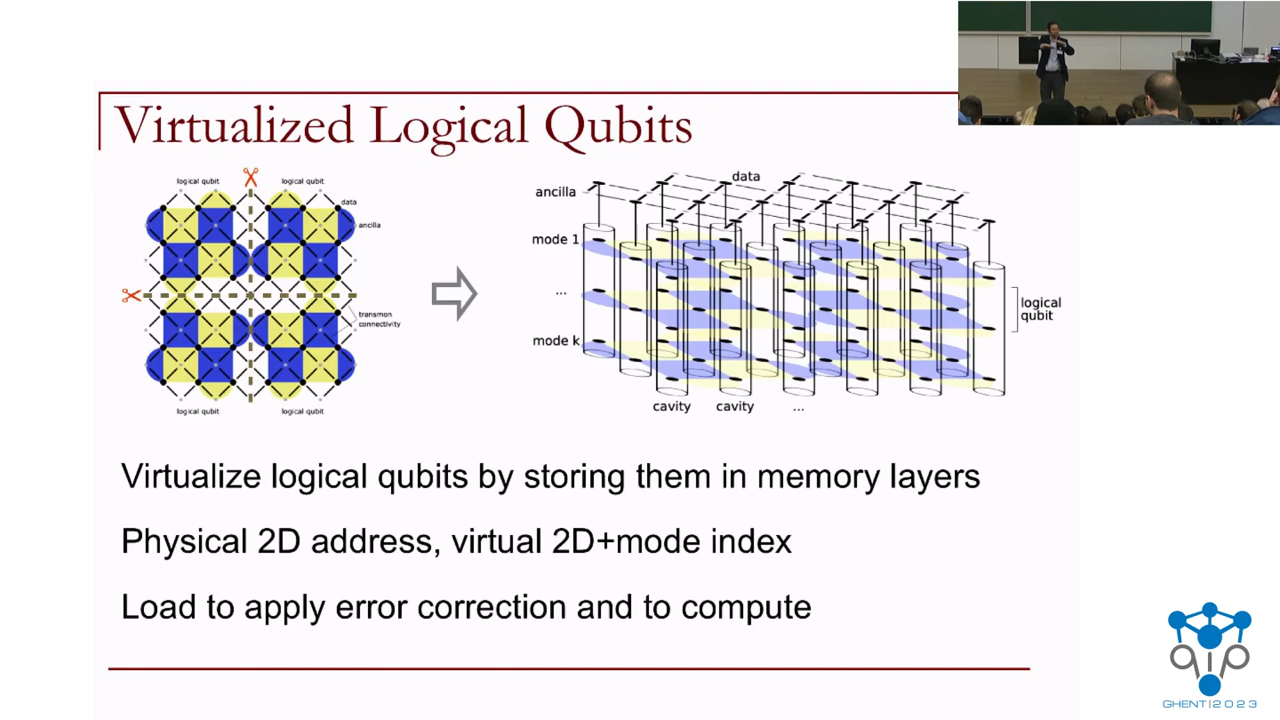 Virtualized Logical Qubits
logical qubit
logical qubit
data
ancilla
transmon
connectivity
logical qubit
logical qubit
data
ancilla
mode 1
...
mode k
logical
qubit
cavity
cavity
...
Virtualize logical qubits by storing them in memory layers
Physical 2D address, virtual 2D+mode index
Load to apply error correction and to compute
qip
GHENT|2023